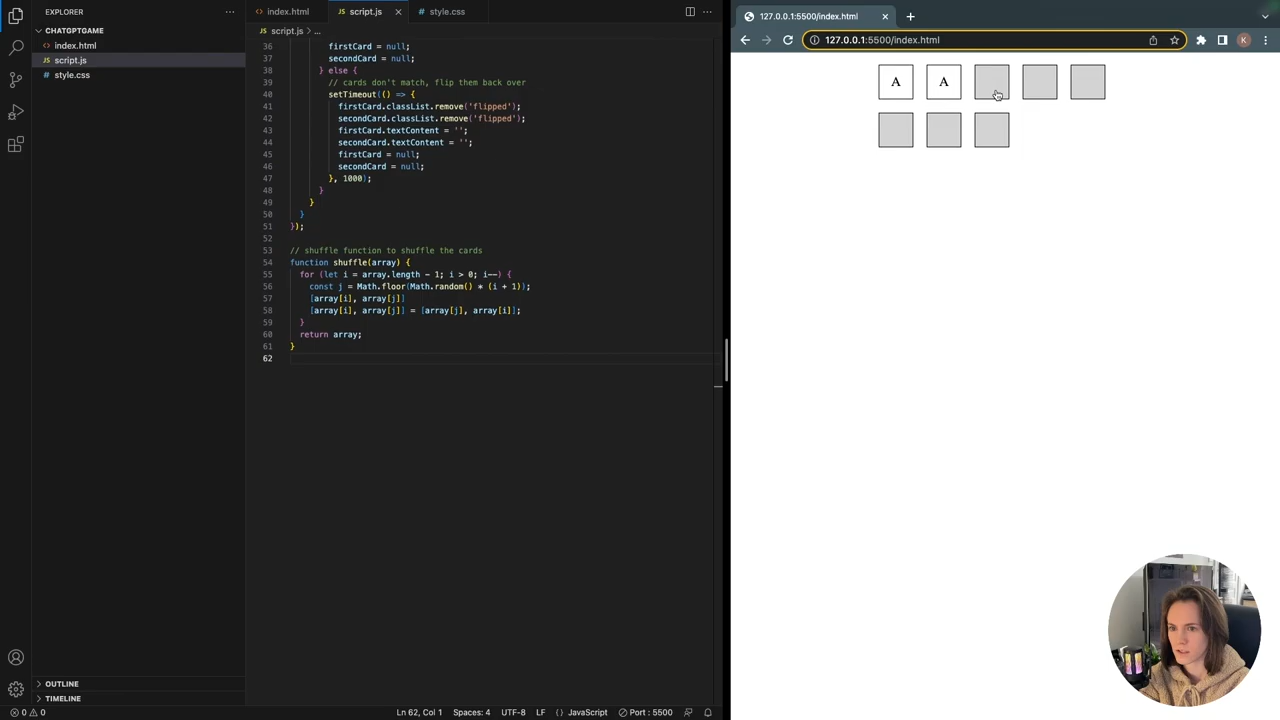 EXPLORER
CHATGPTGAME
index.html
script.js
style.css
OUTLINE
TIMELINE
index.html
JS script.js
style.css
JS script.js > ...
36 firstCard = null;
37 secondCard = null;
38 } else {
39 // cards don't match, flip them back over
40 setTimeout(() => {
41 firstCard.classList.remove('flipped');
42 secondCard.classList.remove('flipped');
43 firstCard.textContent = '';
44 secondCard.textContent = '';
45 firstCard = null;
46 secondCard = null;
47 }, 1000);
48 }
49 }
50 }
51 });
52
53 // shuffle function to shuffle the cards
54 function shuffle(array) {
55 for (let i = array.length - 1; i > 0; i--) {
56 const j = Math.floor(Math.random() * (i + 1));
57 [array[i], array[j]]
58 [array[i], array[j]] = [array[j], array[i]];
59 }
60 return array;
61 }
62
0 0
Ln 62, Col 1 Spaces: 4 UTF-8 LF {} JavaScript Port : 5500
127.0.0.1:5500/index.html
127.0.0.1:5500/index.html
K
A A